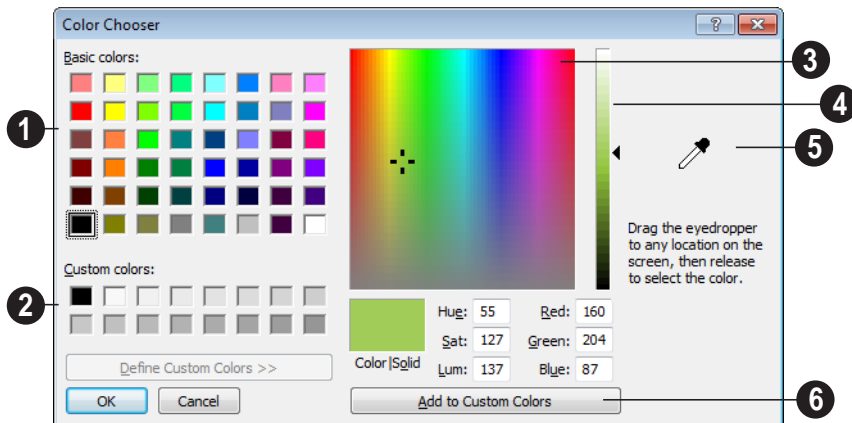 Color Chooser
Basic colors:
Custom colors:
Define Custom Colors >>
OK
Cancel
Color|Solid
Hue: 55
Sat: 127
Lum: 137
Red: 160
Green: 204
Blue: 87
Add to Custom Colors
Drag the eyedropper
to any location on the
screen, then release
to select the color.
1
2
3
4
5
6
?